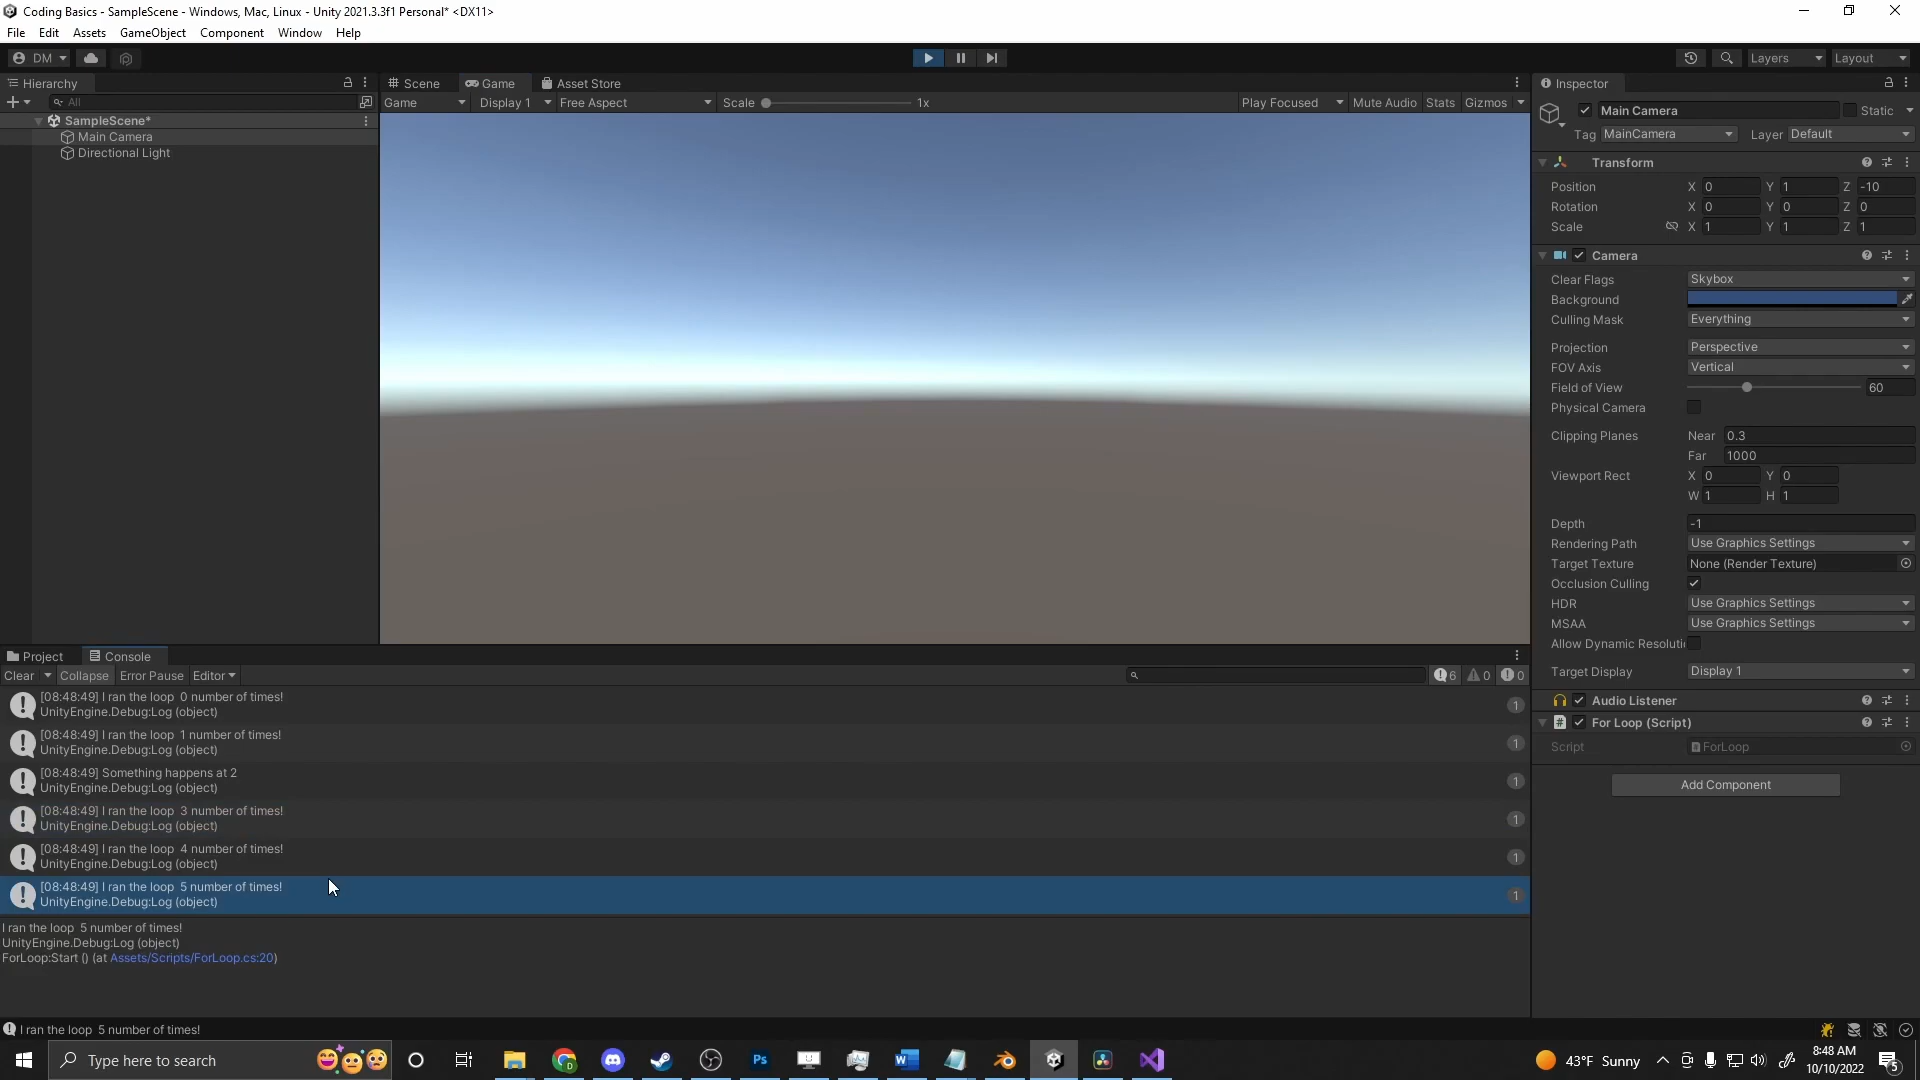 Coding Basics - SampleScene - Windows, Mac, Linux - Unity 2021.3.3f1 Personal* <DX11>
File Edit Assets GameObject Component Window Help
DM Layers Layout
Hierarchy
All
SampleScene*
Main Camera
Directional Light
Scene Game Asset Store
Game Display 1 Free Aspect Scale 1x Play Focused Mute Audio Stats Gizmos
Inspector
Main Camera Static
Tag MainCamera Layer Default
Transform
Position X 0 Y 1 Z -10
Rotation X 0 Y 0 Z 0
Scale X 1 Y 1 Z 1
Camera
Clear Flags Skybox
Background
Culling Mask Everything
Projection Perspective
FOV Axis Vertical
Field of View 60
Physical Camera
Clipping Planes Near 0.3
Far 1000
Viewport Rect X 0 Y 0
W 1 H 1
Depth -1
Rendering Path Use Graphics Settings
Target Texture None (Render Texture)
Occlusion Culling
HDR Use Graphics Settings
MSAA Use Graphics Settings
Allow Dynamic Resoluti
Target Display Display 1
Audio Listener
# For Loop (Script)
Script ForLoop
Add Component
Project Console
Clear Collapse Error Pause Editor 6 0 0
[08:48:49] I ran the loop  0 number of times! 1
UnityEngine.Debug:Log (object)
[08:48:49] I ran the loop  1 number of times! 1
UnityEngine.Debug:Log (object)
[08:48:49] Something happens at 2 1
UnityEngine.Debug:Log (object)
[08:48:49] I ran the loop  3 number of times! 1
UnityEngine.Debug:Log (object)
[08:48:49] I ran the loop  4 number of times! 1
UnityEngine.Debug:Log (object)
[08:48:49] I ran the loop  5 number of times! 1
UnityEngine.Debug:Log (object)
I ran the loop  5 number of times!
UnityEngine.Debug:Log (object)
ForLoop:Start () (at Assets/Scripts/ForLoop.cs:20)
I ran the loop  5 number of times!
Type here to search
Ps
43°F Sunny
8:48 AM
10/10/2022
5